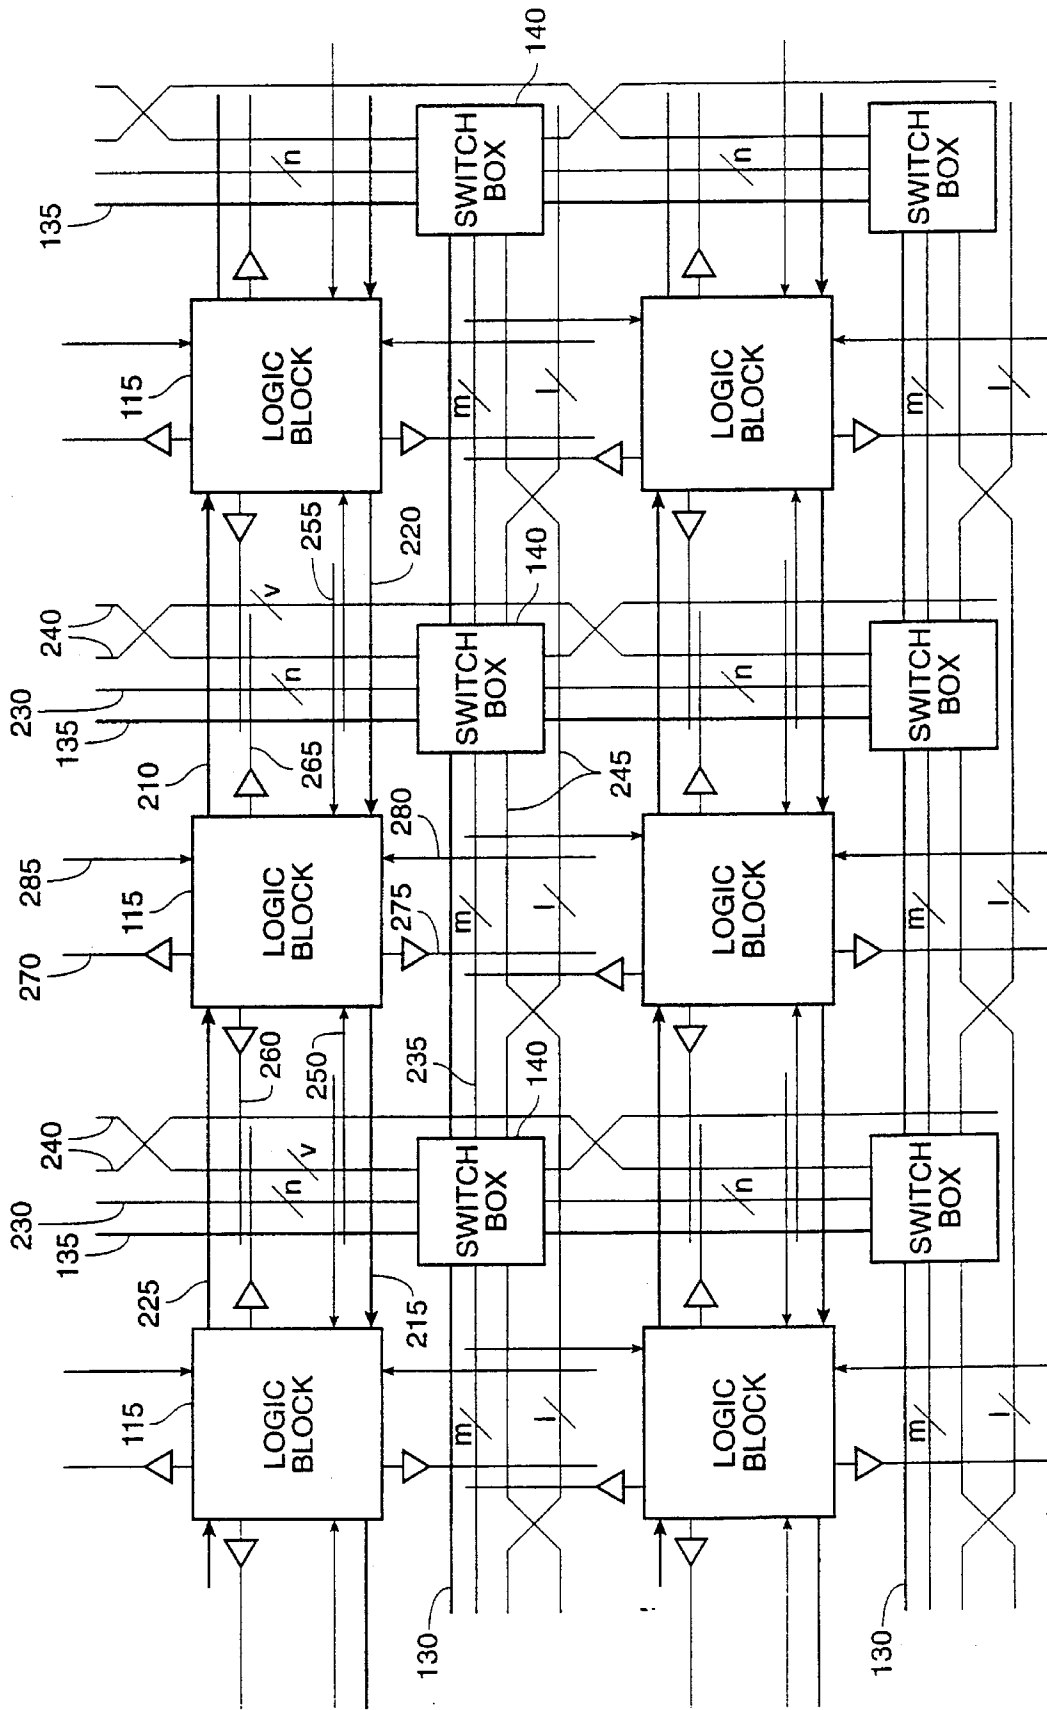 230
270
285
230
135
240
135
240
135
115
115
115
225
210
LOGIC
BLOCK
n
v
260
250
LOGIC
BLOCK
265
n
v
255
LOGIC
BLOCK
n
215
235
275
280
220
130
m
SWITCH
BOX
140
m
SWITCH
BOX
140
m
SWITCH
BOX
140
l
l
l
245
LOGIC
BLOCK
n
LOGIC
BLOCK
n
LOGIC
BLOCK
n
130
m
SWITCH
BOX
m
SWITCH
BOX
m
SWITCH
BOX
l
l
l